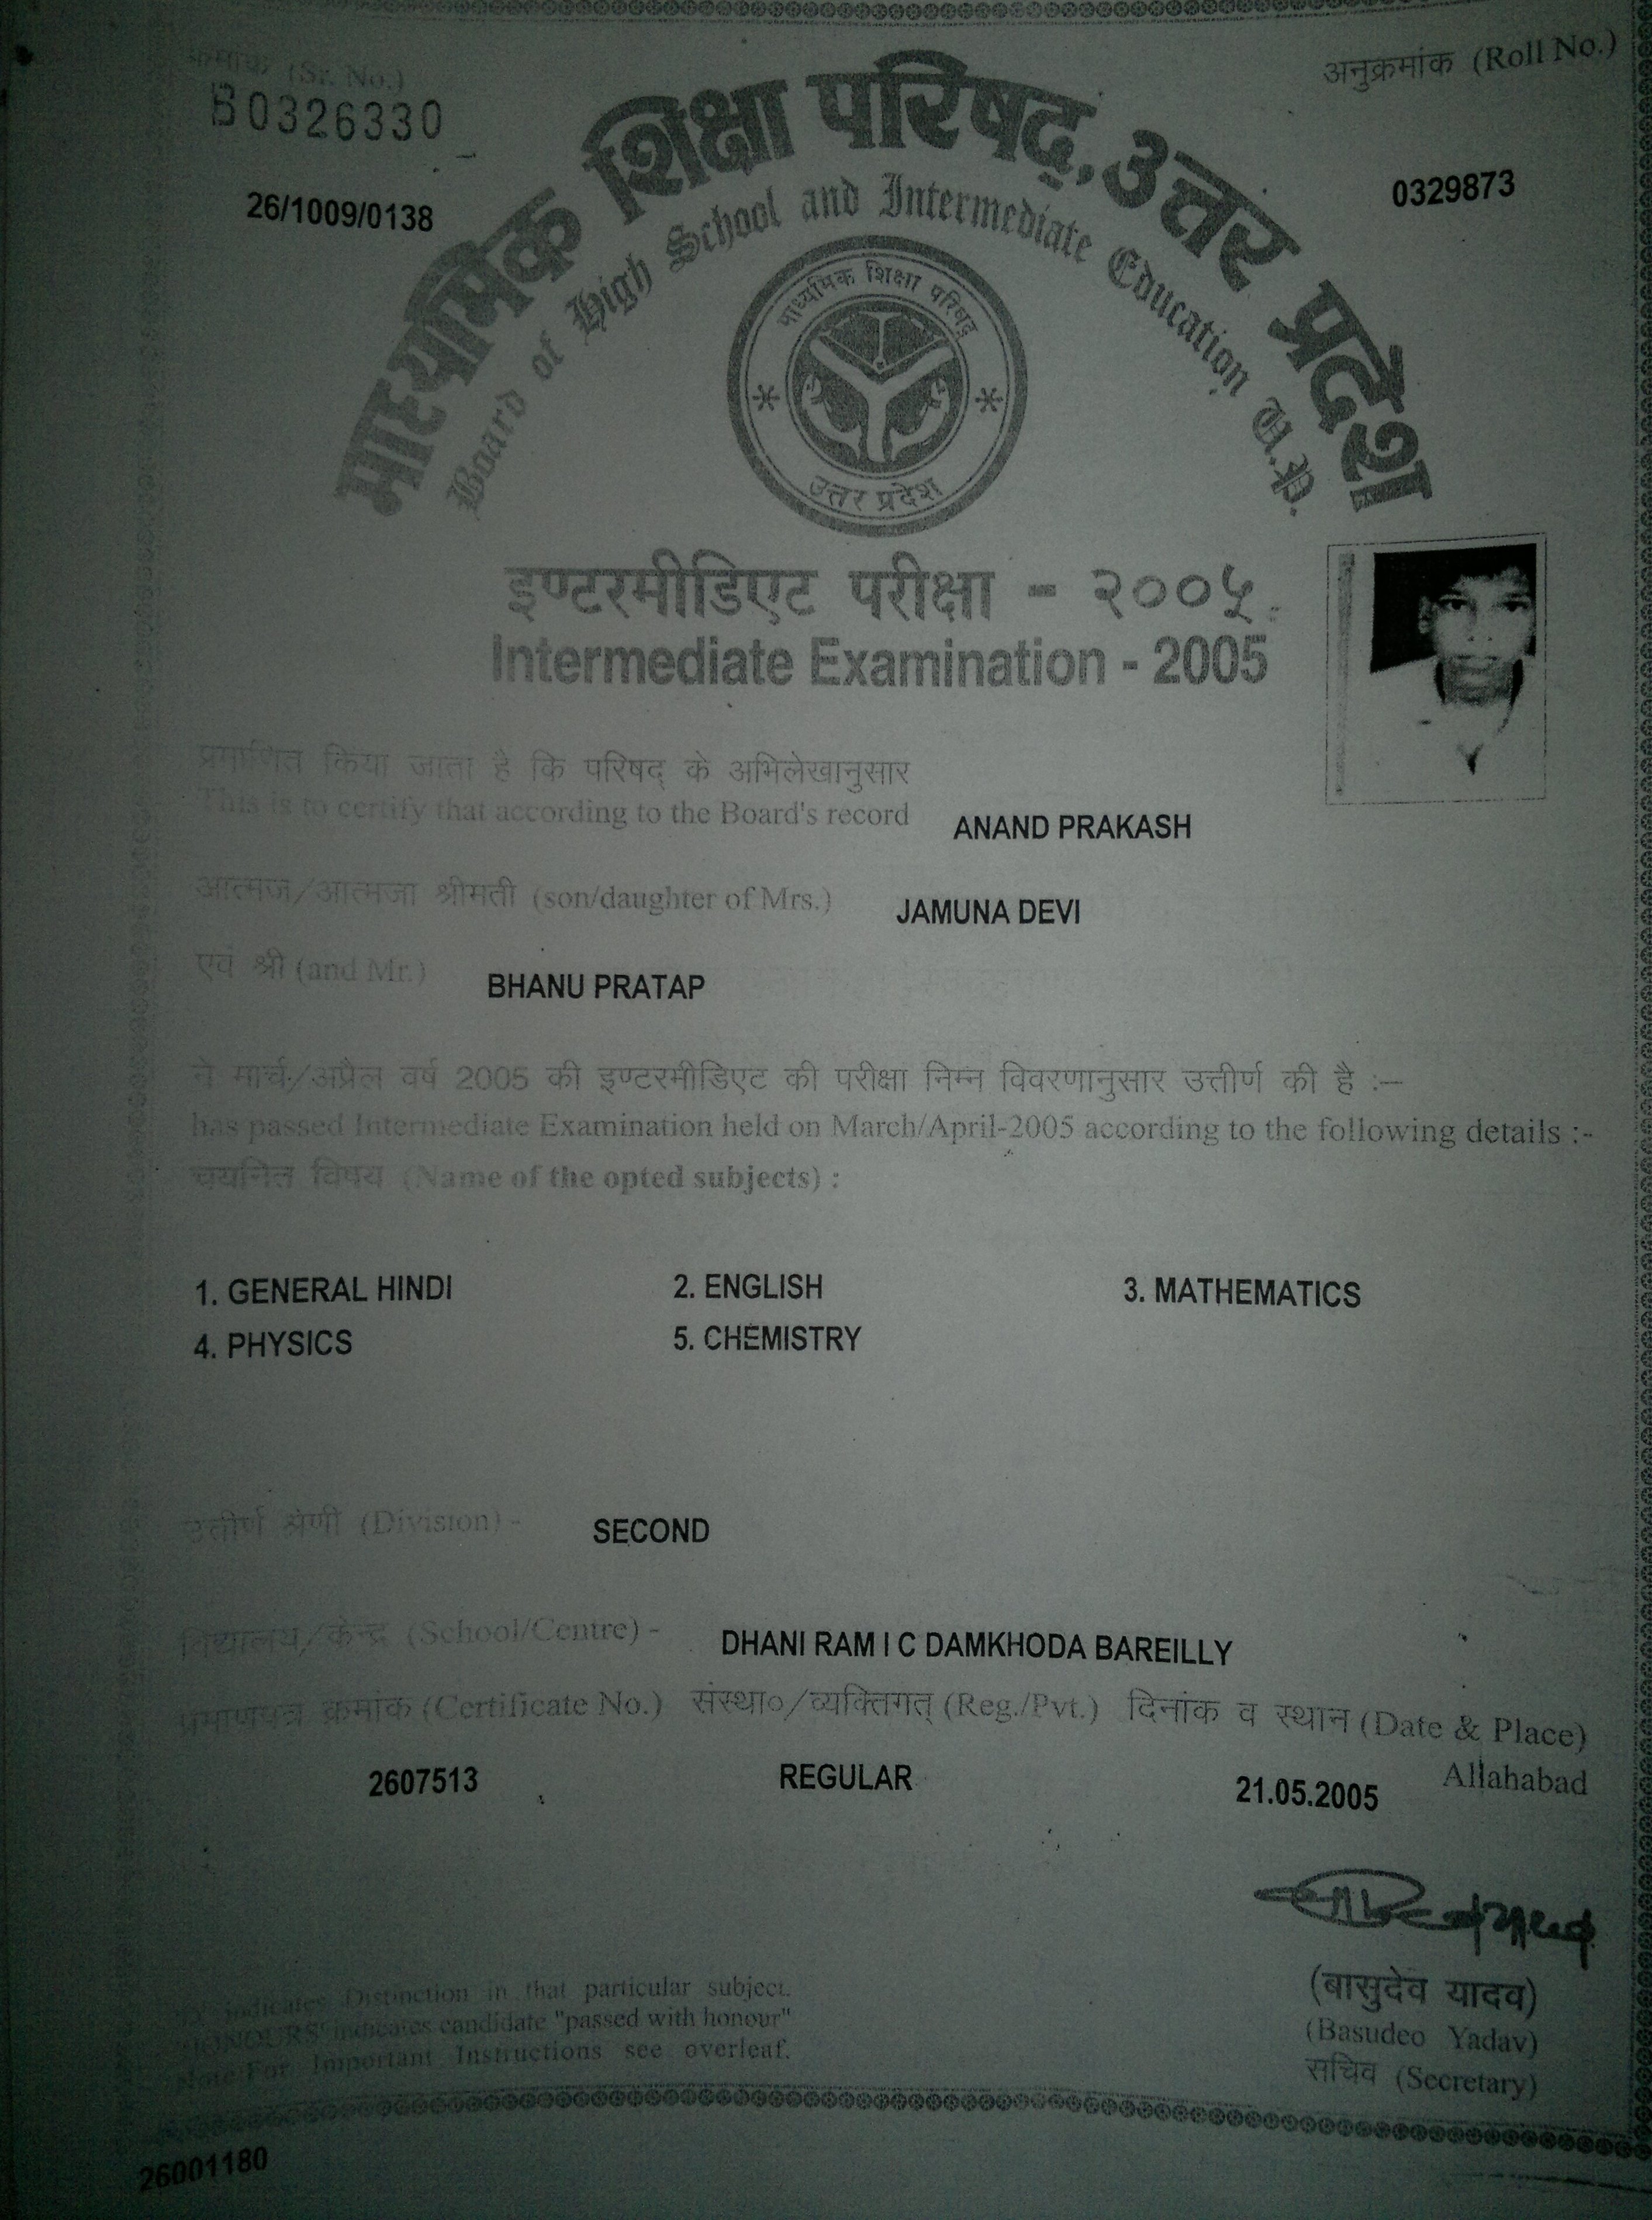 क्रमांक (Sr. No.)
अनुक्रमांक (Roll No.)
B0326330
26/1009/0138
0329873
माध्यमिक शिक्षा परिषद्, उत्तर प्रदेश
Board of High School and Intermediate Education U.P.
माध्यमिक शिक्षा परिषद्
उत्तर प्रदेश
इण्टरमीडिएट परीक्षा - २००५
Intermediate Examination - 2005
प्रमाणित किया जाता है कि परिषद् के अभिलेखानुसार
This is to certify that according to the Board's record ANAND PRAKASH
आत्मज/आत्मजा श्रीमती (son/daughter of Mrs.) JAMUNA DEVI
एवं श्री (and Mr.) BHANU PRATAP
ने मार्च/अप्रैल वर्ष 2005 की इण्टरमीडिएट की परीक्षा निम्न विवरणानुसार उत्तीर्ण की है :–
has passed Intermediate Examination held on March/April-2005 according to the following details :-
चयनित विषय (Name of the opted subjects) :
1. GENERAL HINDI 2. ENGLISH 3. MATHEMATICS
4. PHYSICS 5. CHEMISTRY
उत्तीर्ण श्रेणी (Division) - SECOND
विद्यालय/केन्द्र (School/Centre) - DHANI RAM I C DAMKHODA BAREILLY
प्रमाणपत्र क्रमांक (Certificate No.) संस्था०/व्यक्तिगत् (Reg./Pvt.) दिनांक व स्थान (Date & Place)
2607513 REGULAR 21.05.2005 Allahabad
(बासुदेव यादव)
(Basudeo Yadav)
सचिव (Secretary)
indicates Distinction in that particular subject.
"HONOURS" indicates candidate "passed with honour"
Note:For Important Instructions see overleaf.
26001180